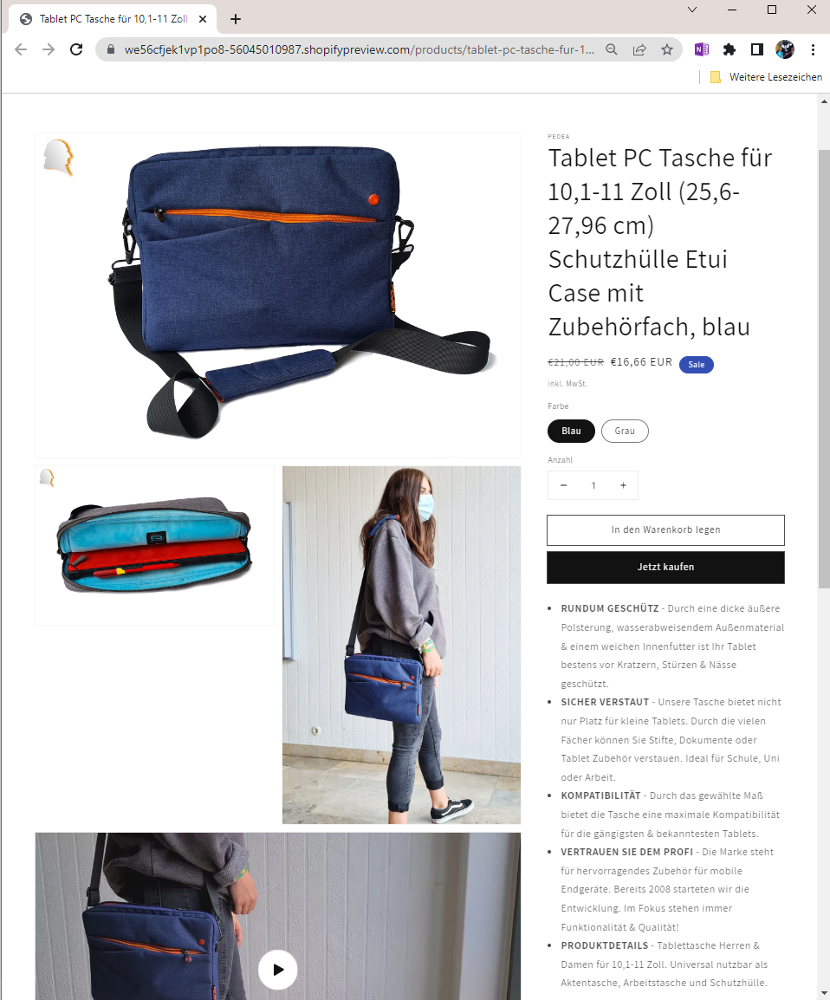 Tablet PC Tasche für 10,1-11 Zoll
we56cfjek1vp1po8-56045010987.shopifypreview.com/products/tablet-pc-tasche-fur-1...
Weitere Lesezeichen
PEDEA
Tablet PC Tasche für
10,1-11 Zoll (25,6-
27,96 cm)
Schutzhülle Etui
Case mit
Zubehörfach, blau
€21,00 EUR €16,66 EUR Sale
inkl. MwSt.
Farbe
Blau Grau
Anzahl
− 1 +
In den Warenkorb legen
Jetzt kaufen
• RUNDUM GESCHÜTZ - Durch eine dicke äußere
Polsterung, wasserabweisendem Außenmaterial
& einem weichen Innenfutter ist Ihr Tablet
bestens vor Kratzern, Stürzen & Nässe
geschützt.
• SICHER VERSTAUT - Unsere Tasche bietet nicht
nur Platz für kleine Tablets. Durch die vielen
Fächer können Sie Stifte, Dokumente oder
Tablet Zubehör verstauen. Ideal für Schule, Uni
oder Arbeit.
• KOMPATIBILITÄT - Durch das gewählte Maß
bietet die Tasche eine maximale Kompatibilität
für die gängigsten & bekanntesten Tablets.
• VERTRAUEN SIE DEM PROFI - Die Marke steht
für hervorragendes Zubehör für mobile
Endgeräte. Bereits 2008 starteten wir die
Entwicklung. Im Fokus stehen immer
Funktionalität & Qualität!
• PRODUKTDETAILS - Tablettasche Herren &
Damen für 10,1-11 Zoll. Universal nutzbar als
Aktentasche, Arbeitstasche und Schutzhülle.